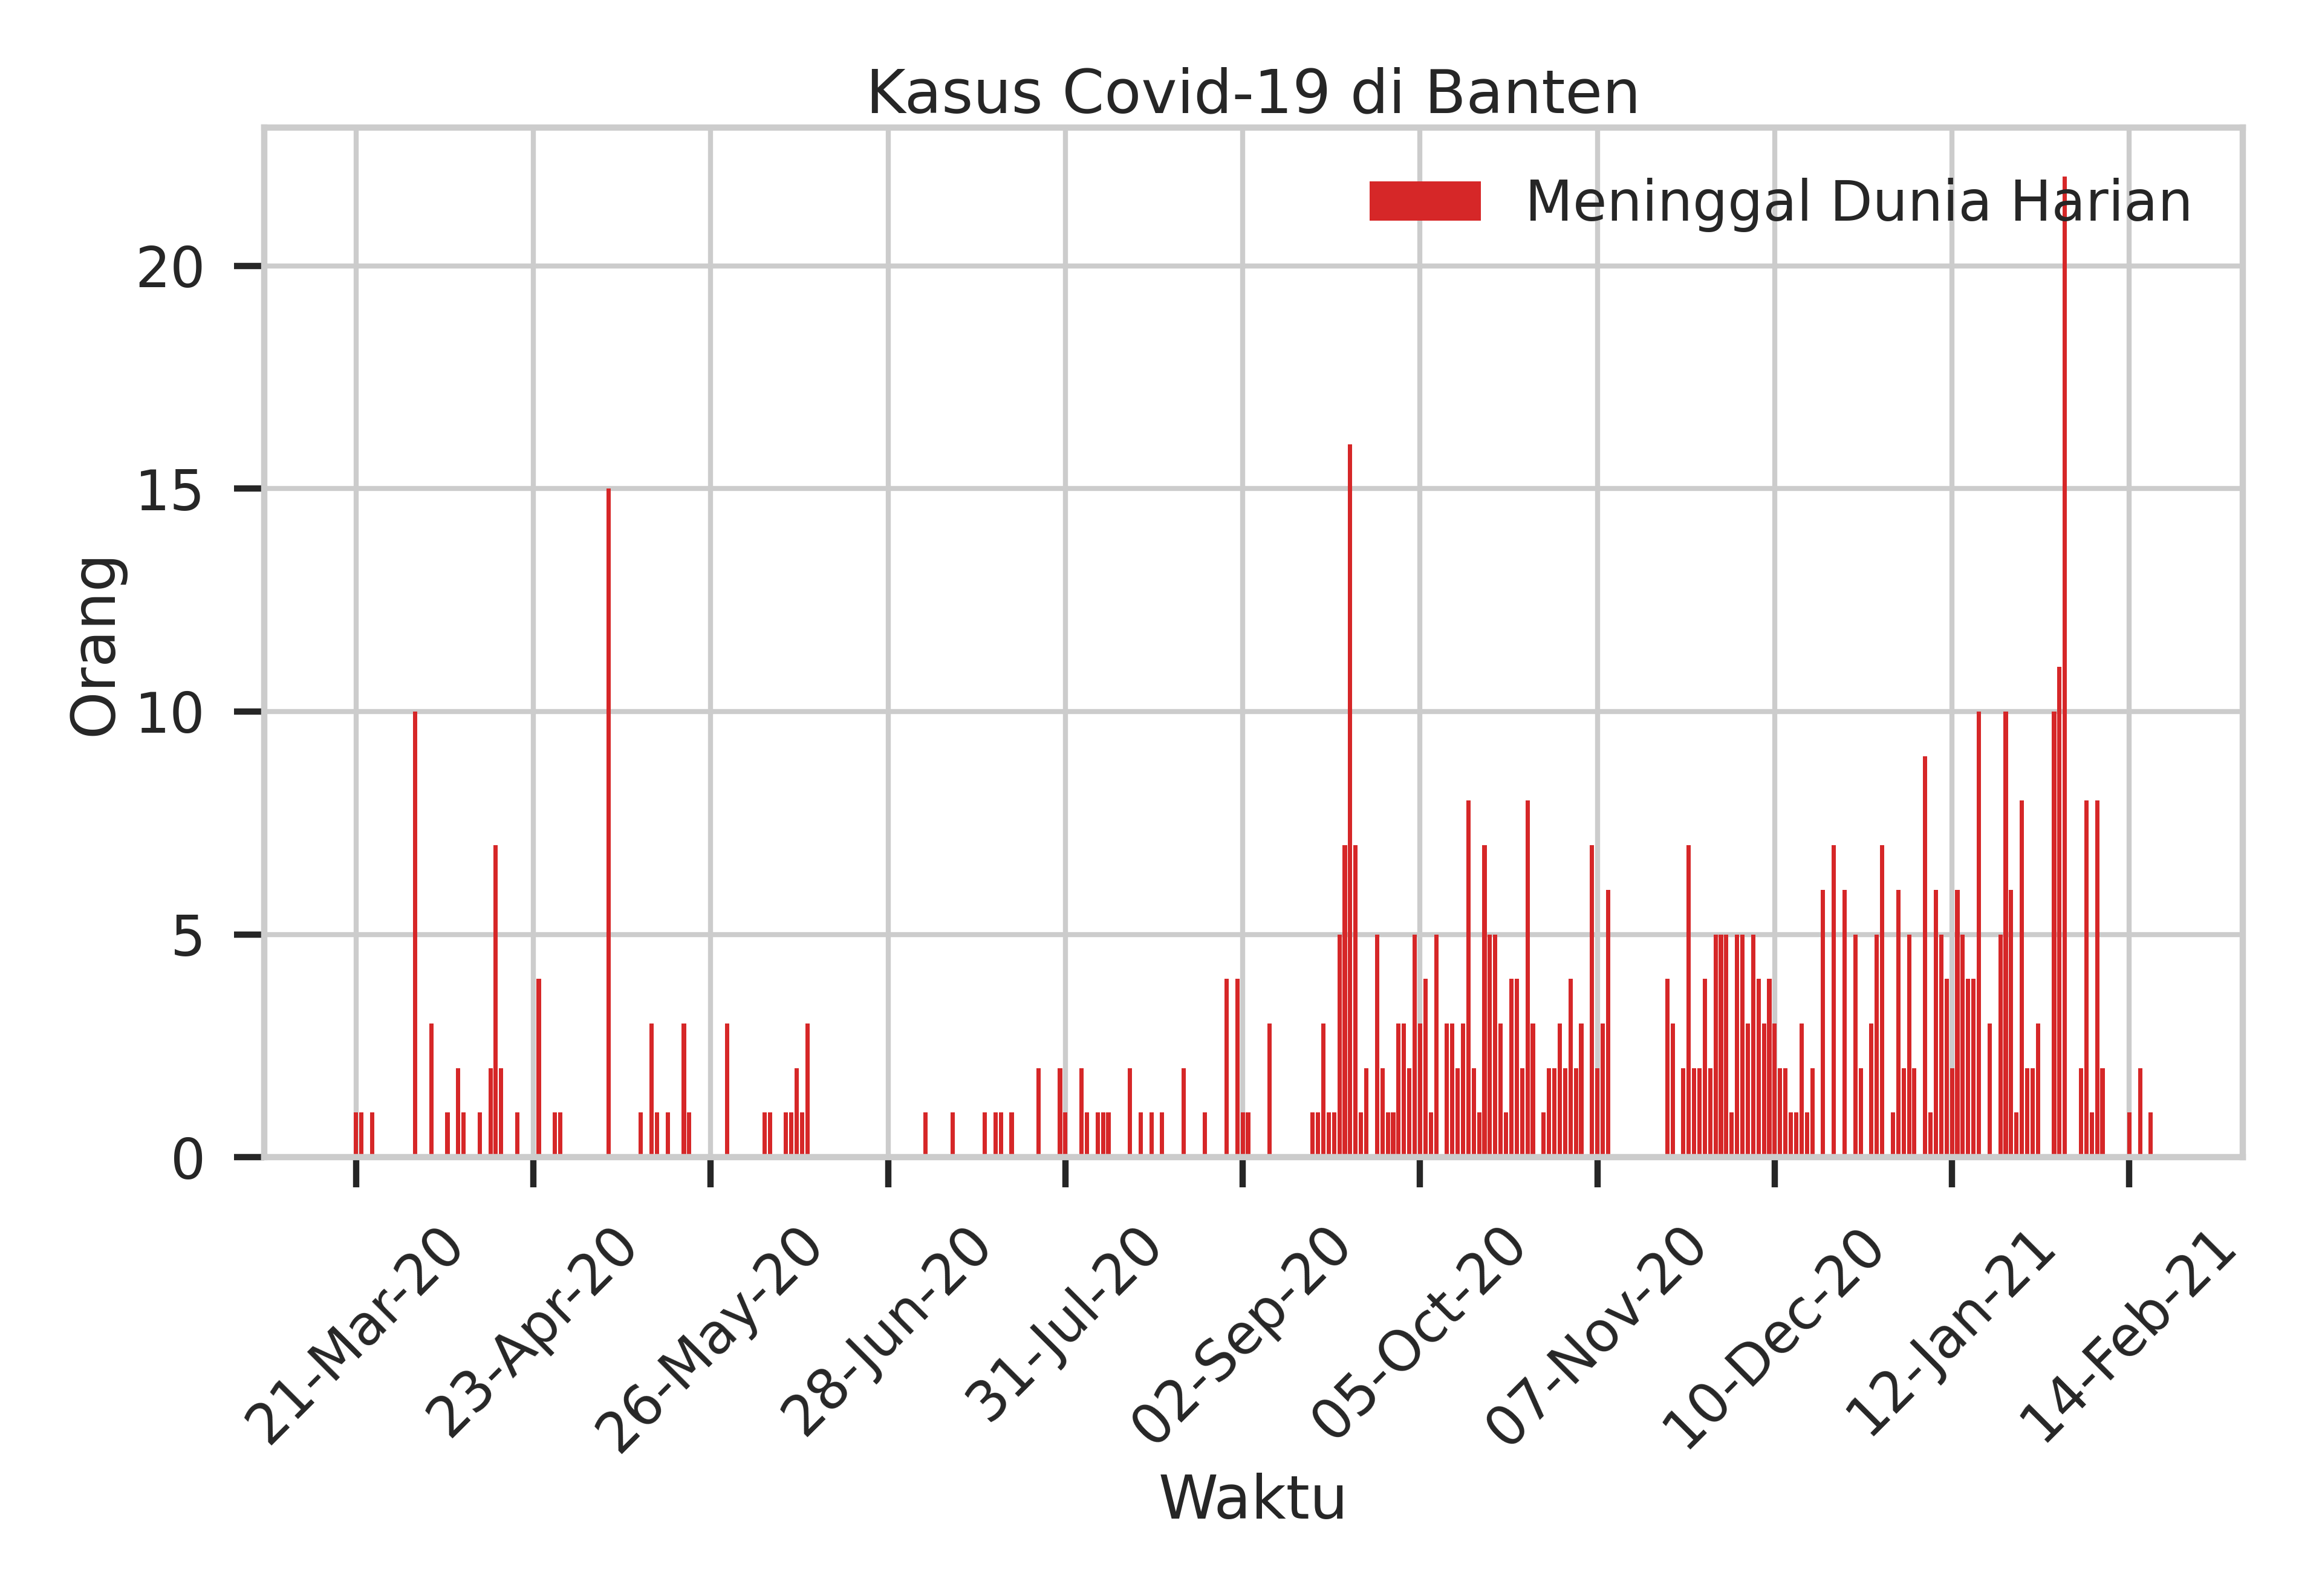 Kasus Covid-19 di Banten
Meninggal Dunia Harian
Orang
20
15
10
5
0
21-Mar-20
23-Apr-20
26-May-20
28-Jun-20
31-Jul-20
02-Sep-20
05-Oct-20
07-Nov-20
10-Dec-20
12-Jan-21
14-Feb-21
Waktu